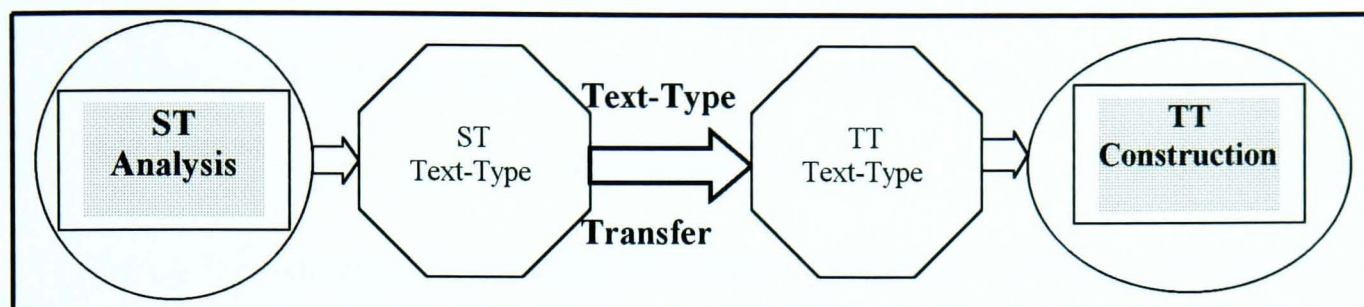 ST
Analysis
ST
Text-Type
Text-Type
Transfer
TT
Text-Type
TT
Construction